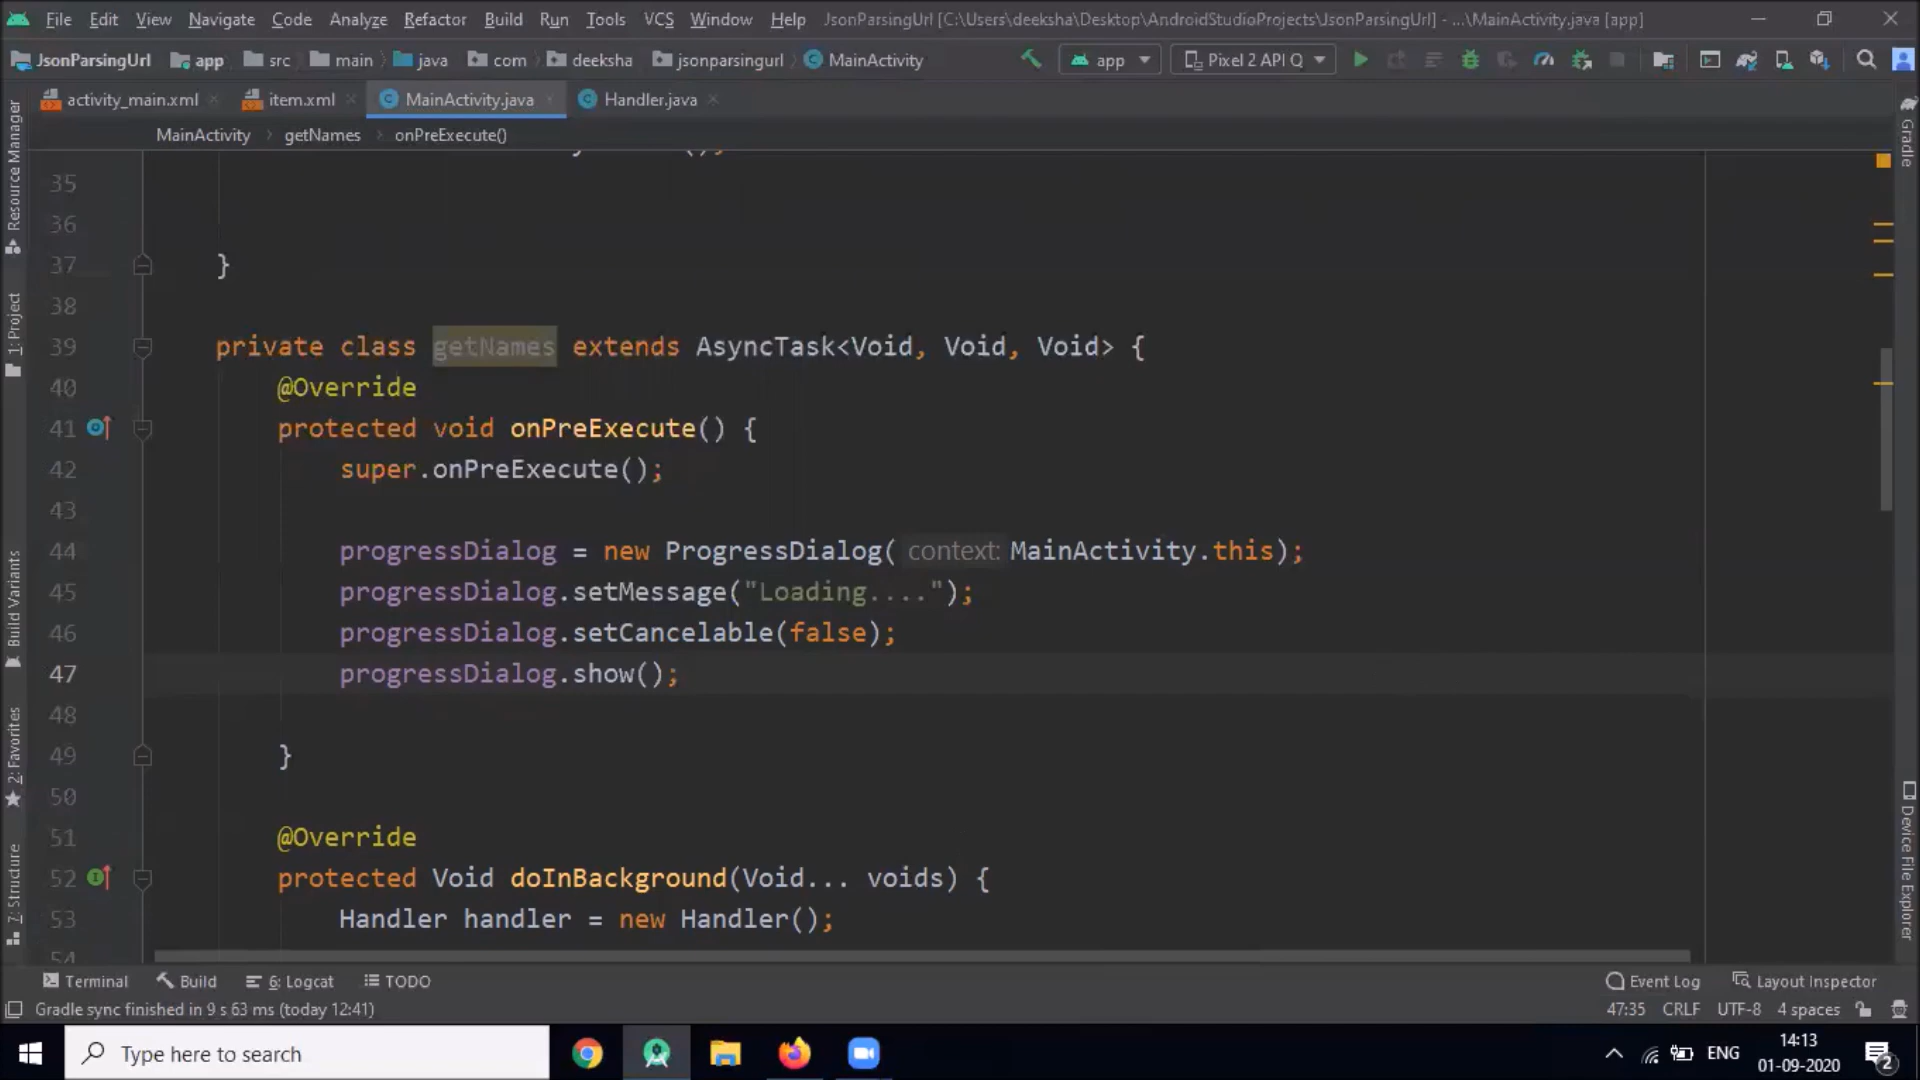 File Edit View Navigate Code Analyze Refactor Build Run Tools VCS Window Help JsonParsingUrl [C:\Users\deeksha\Desktop\AndroidStudioProjects\JsonParsingUrl] - ...\MainActivity.java [app]
JsonParsingUrl app src main java com deeksha jsonparsingurl MainActivity app Pixel 2 API Q
activity_main.xml item.xml MainActivity.java Handler.java
MainActivity getNames onPreExecute()
Resource Manager
1: Project
Build Variants
2: Favorites
7: Structure
35
36
37 }
38
39 private class getNames extends AsyncTask<Void, Void, Void> {
40 @Override
41 protected void onPreExecute() {
42 super.onPreExecute();
43
44 progressDialog = new ProgressDialog( context: MainActivity.this);
45 progressDialog.setMessage("Loading....");
46 progressDialog.setCancelable(false);
47 progressDialog.show();
48
49 }
50
51 @Override
52 protected Void doInBackground(Void... voids) {
53 Handler handler = new Handler();
54
Gradle
Device File Explorer
Terminal Build 6: Logcat TODO Event Log Layout Inspector
Gradle sync finished in 9 s 63 ms (today 12:41) 47:35 CRLF UTF-8 4 spaces
Type here to search ENG 14:13
01-09-2020 2